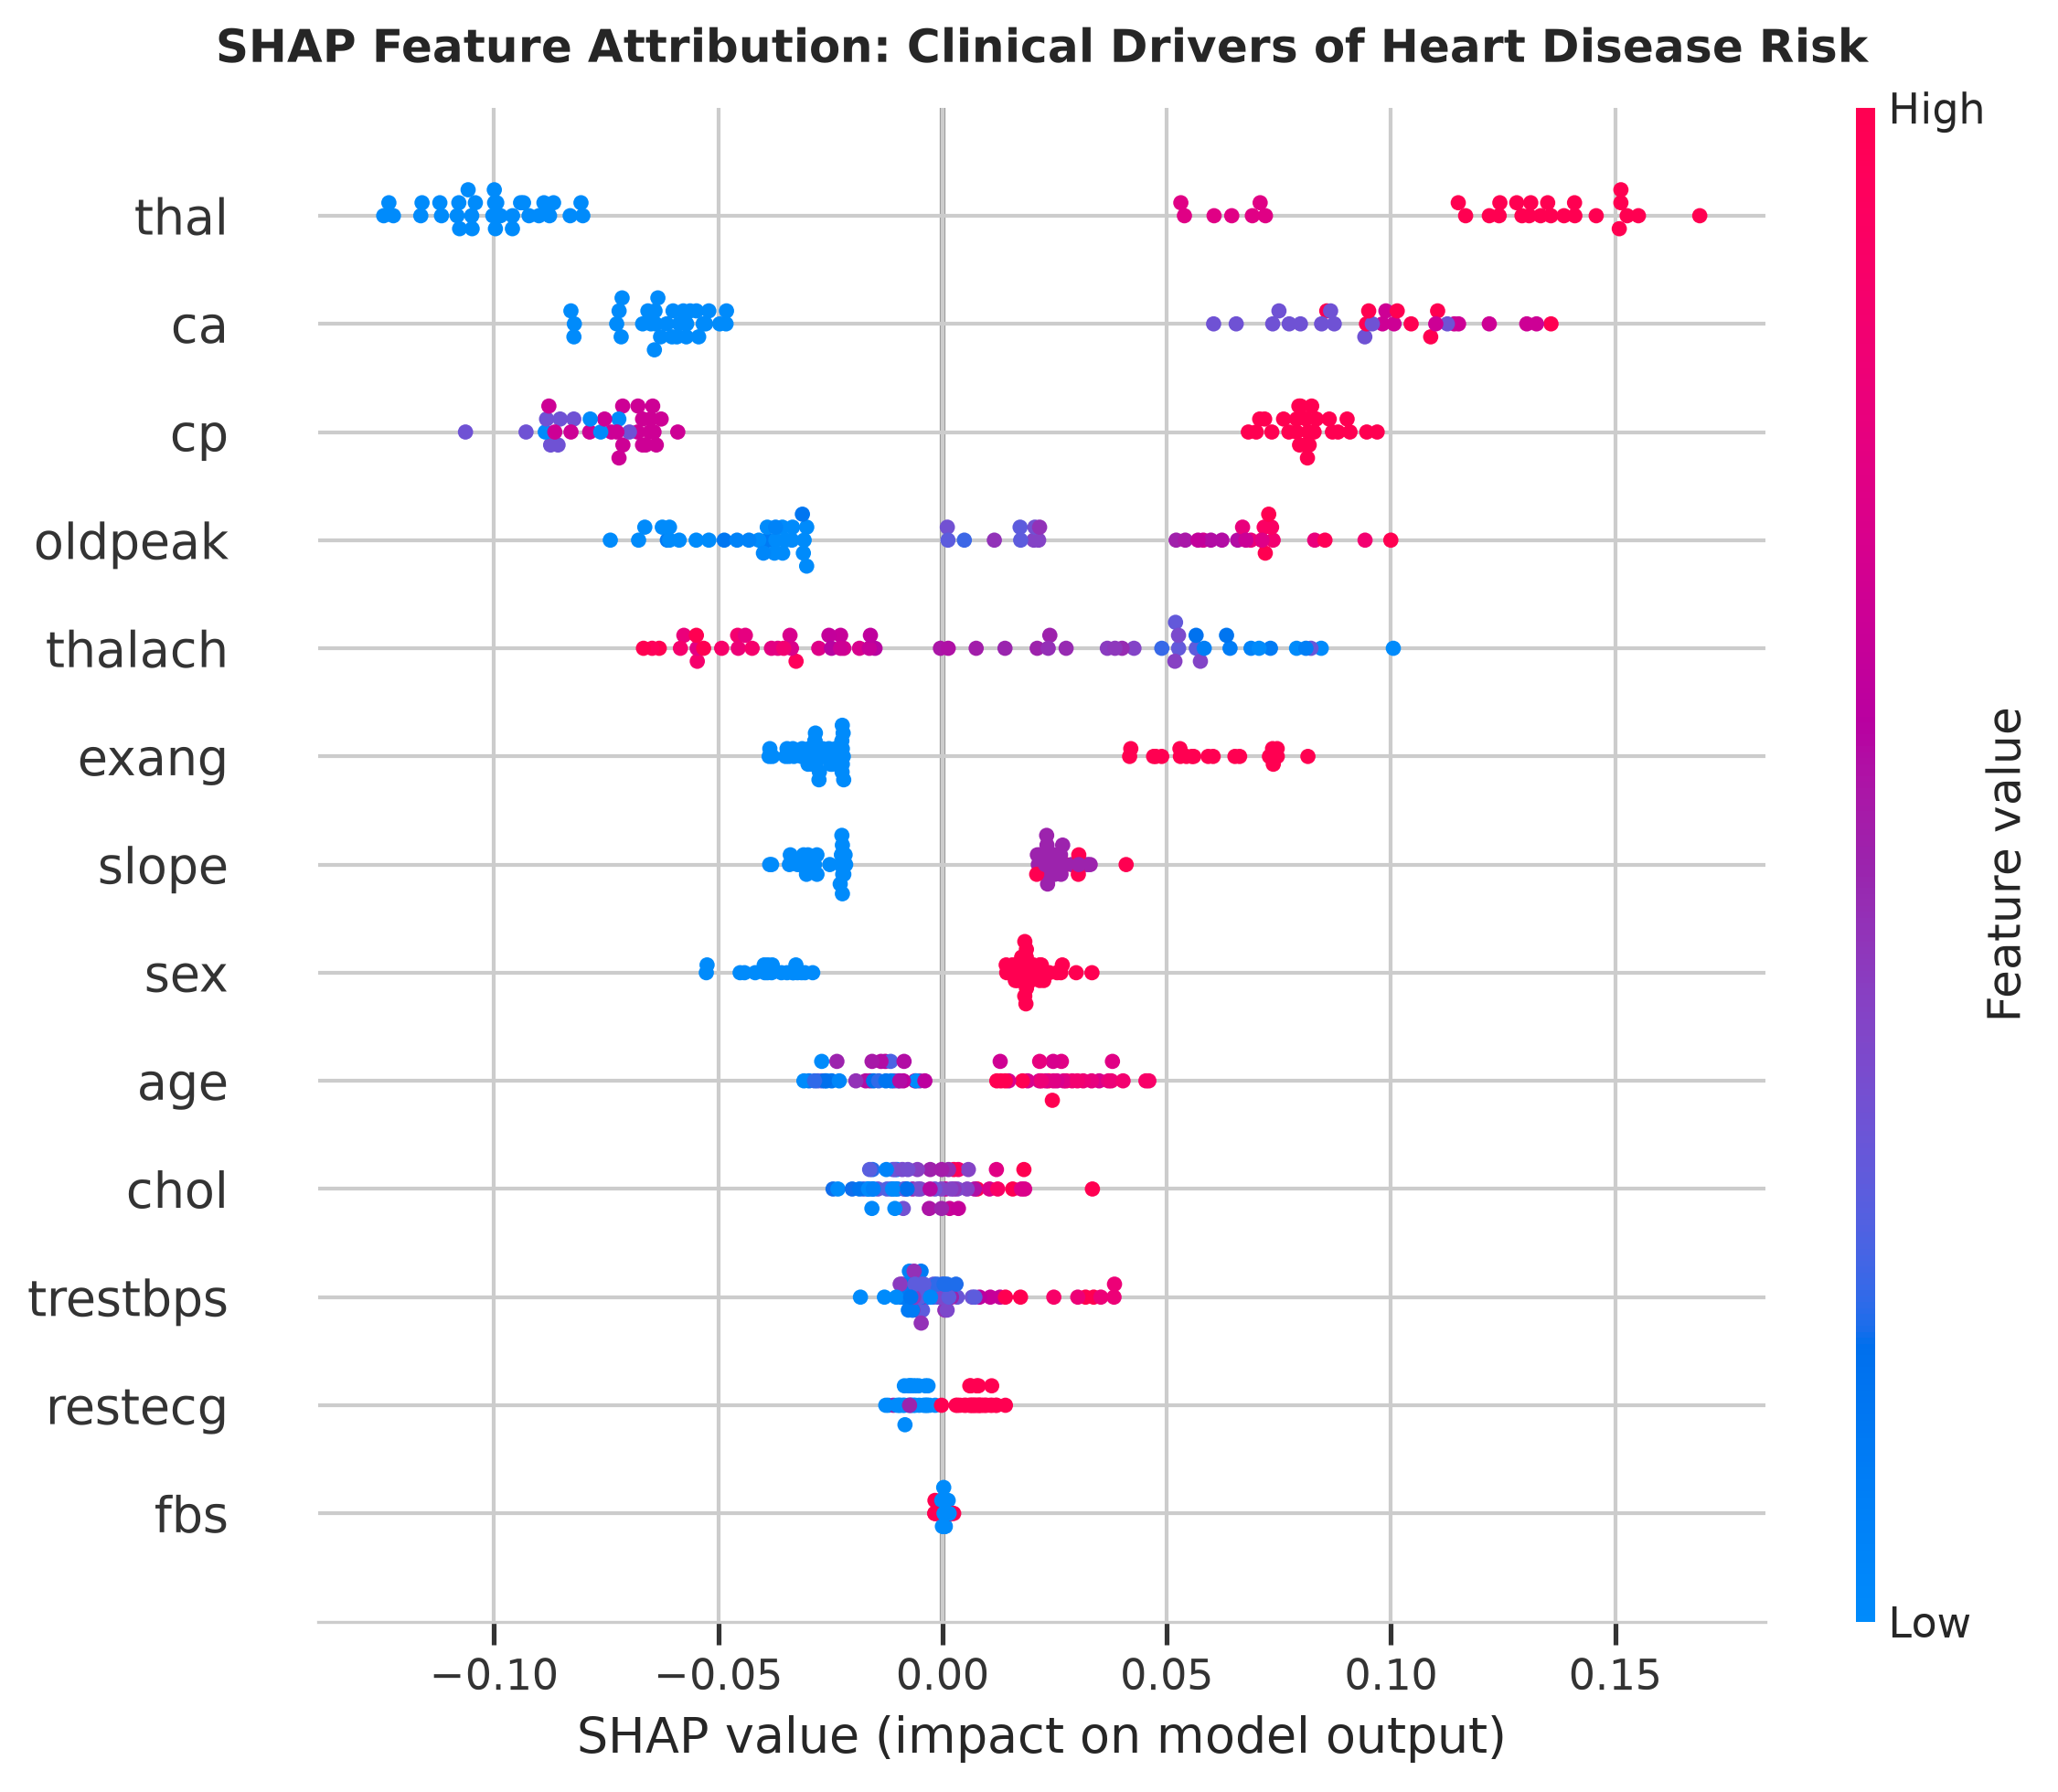 SHAP Feature Attribution: Clinical Drivers of Heart Disease Risk
High
thal
ca
cp
oldpeak
thalach
exang
slope
sex
age
chol
trestbps
restecg
fbs
Feature value
Low
−0.10 −0.05 0.00 0.05 0.10 0.15
SHAP value (impact on model output)